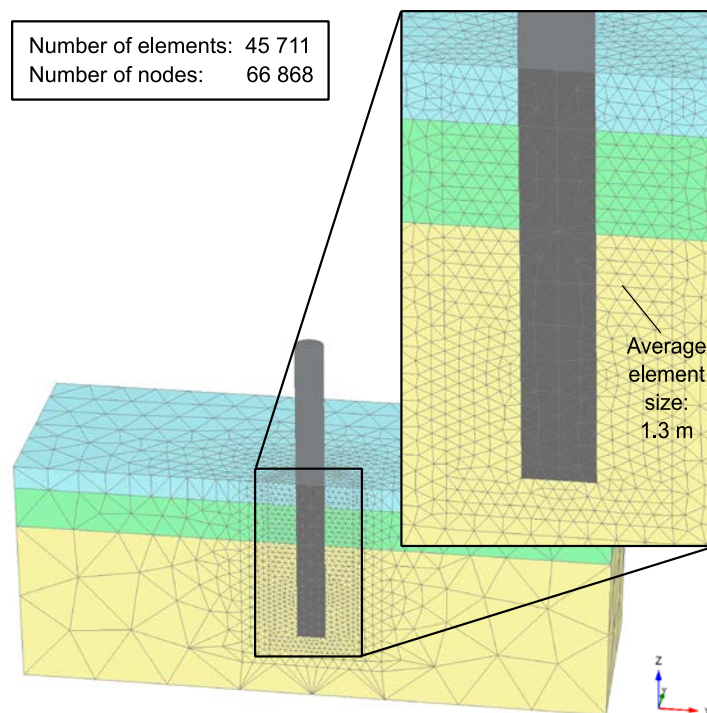 Number of elements: 45 711
Number of nodes: 66 868
Average
element
size:
1.3 m
Z
Y